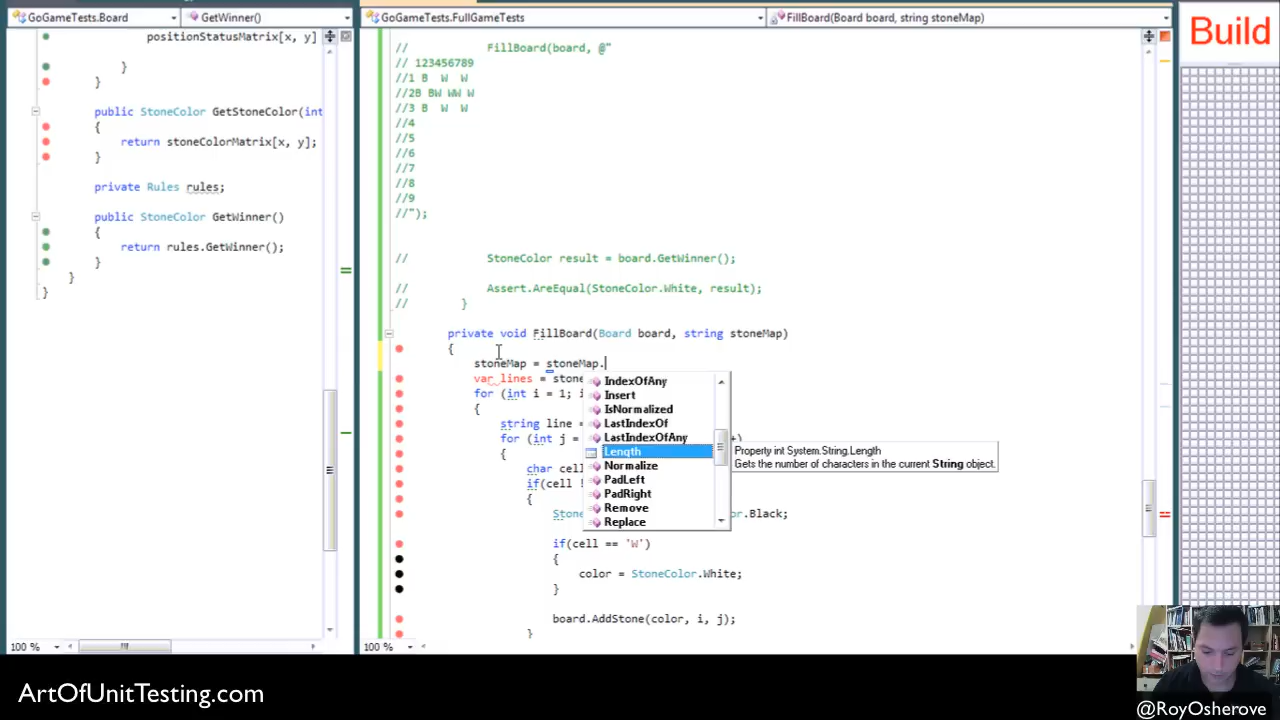 GoGameTests.Board
GetWinner()
positionStatusMatrix[x, y]
}
}
public StoneColor GetStoneColor(int
{
return stoneColorMatrix[x, y];
}
private Rules rules;
public StoneColor GetWinner()
{
return rules.GetWinner();
}
}
}
100 %
GoGameTests.FullGameTests
FillBoard(Board board, string stoneMap)
// FillBoard(board, @"
// 123456789
//1 B  W  W
//2B BW WW W
//3 B  W  W
//4
//5
//6
//7
//8
//9
//");
// StoneColor result = board.GetWinner();
// Assert.AreEqual(StoneColor.White, result);
// }
private void FillBoard(Board board, string stoneMap)
{
stoneMap = stoneMap.
var lines = stone
for (int i = 1; i
{
string line =
for (int j = +)
{
char cell
if(cell !
{
Stone or.Black;
if(cell == 'W')
{
color = StoneColor.White;
}
board.AddStone(color, i, j);
}
IndexOfAny
Insert
IsNormalized
LastIndexOf
LastIndexOfAny
Length
Normalize
PadLeft
PadRight
Remove
Replace
Property int System.String.Length
Gets the number of characters in the current String object.
100 %
Build
ArtOfUnitTesting.com
@RoyOsherove